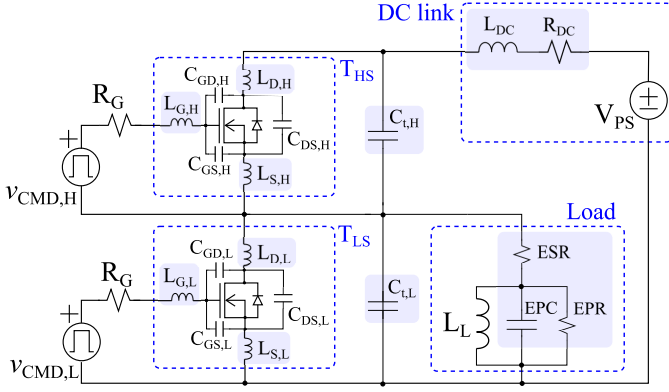 DC link
L_DC
R_DC
V_PS
T_HS
C_GD,H
L_D,H
R_G
L_G,H
C_DS,H
C_GS,H
L_S,H
C_t,H
v_CMD,H
T_LS
C_GD,L
L_D,L
R_G
L_G,L
C_DS,L
C_GS,L
L_S,L
C_t,L
v_CMD,L
Load
ESR
L_L
EPC
EPR